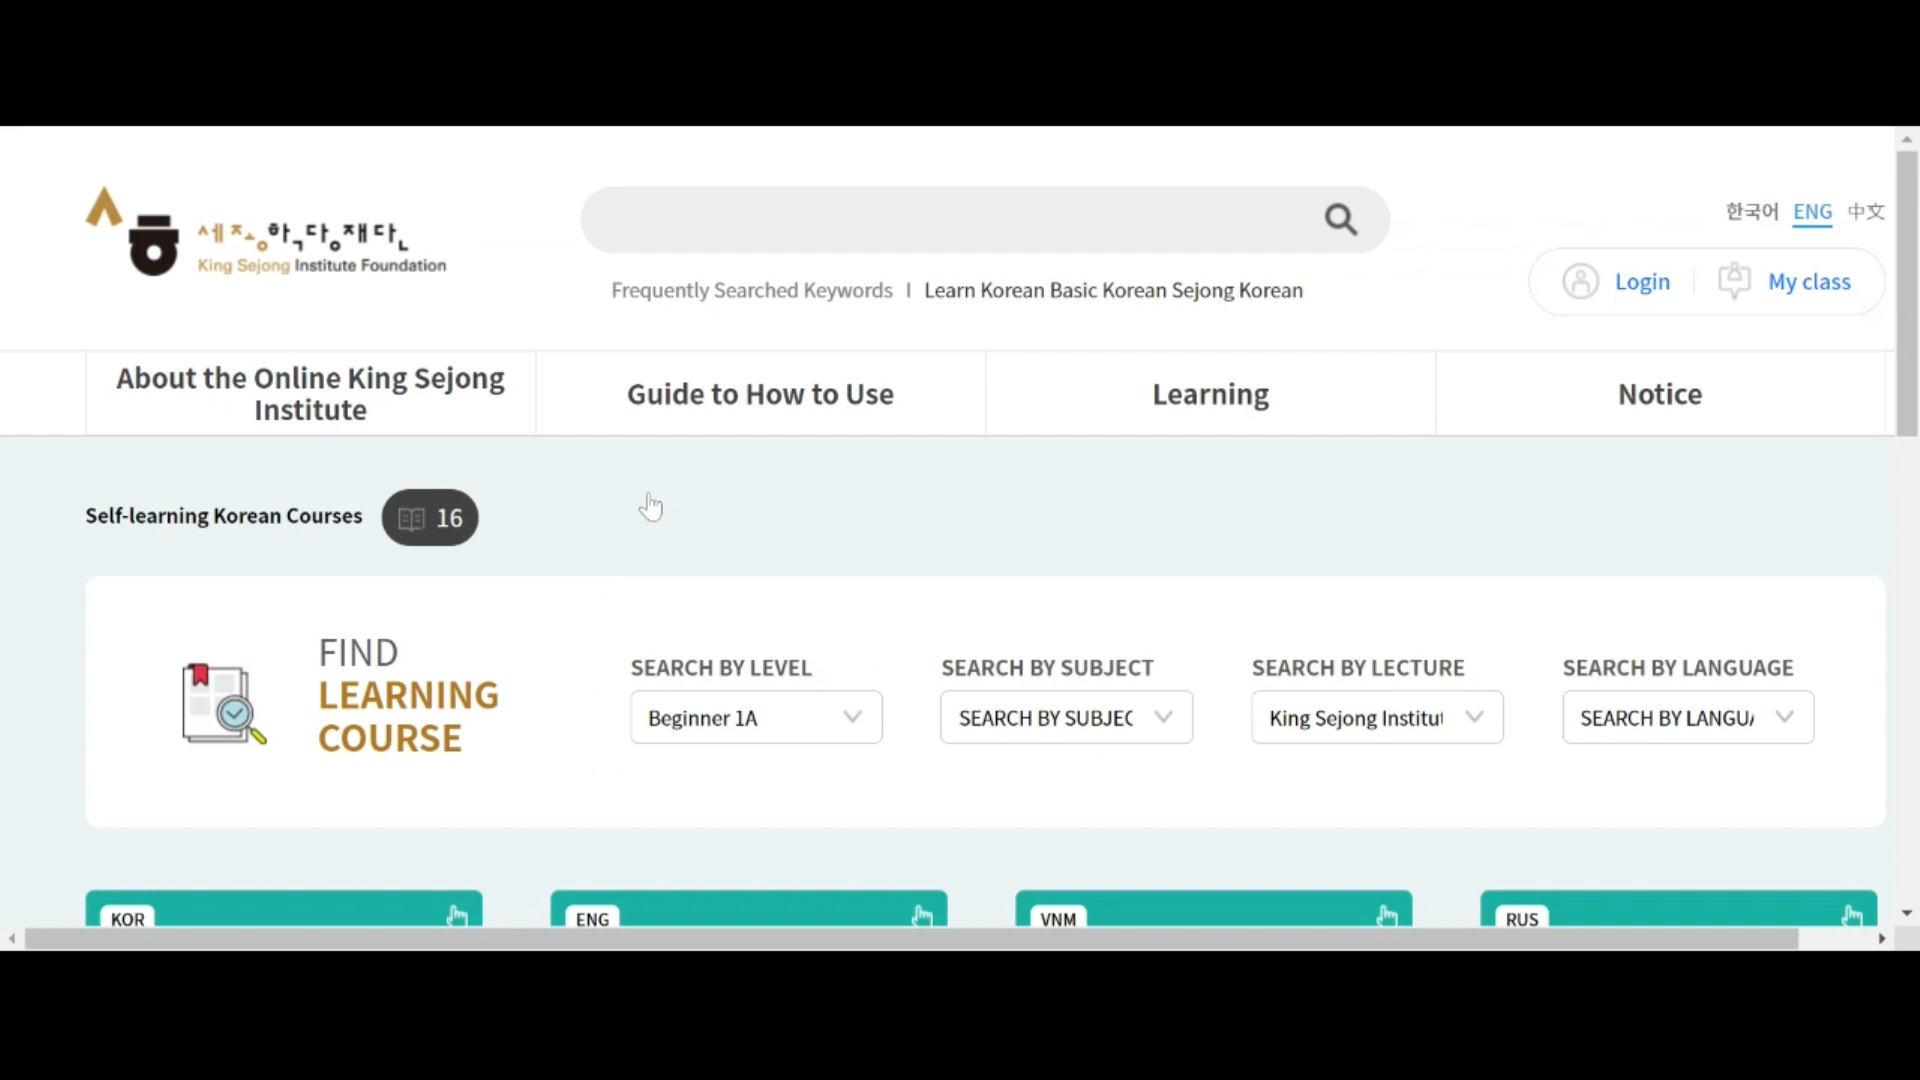 세종학당재단
King Sejong Institute Foundation
Frequently Searched Keywords | Learn Korean Basic Korean Sejong Korean
한국어 ENG 中文
Login My class
About the Online King Sejong
Institute
Guide to How to Use
Learning
Notice
Self-learning Korean Courses 16
FIND
LEARNING
COURSE
SEARCH BY LEVEL
Beginner 1A
SEARCH BY SUBJECT
SEARCH BY SUBJEC
SEARCH BY LECTURE
King Sejong Institut
SEARCH BY LANGUAGE
SEARCH BY LANGUA
KOR
ENG
VNM
RUS